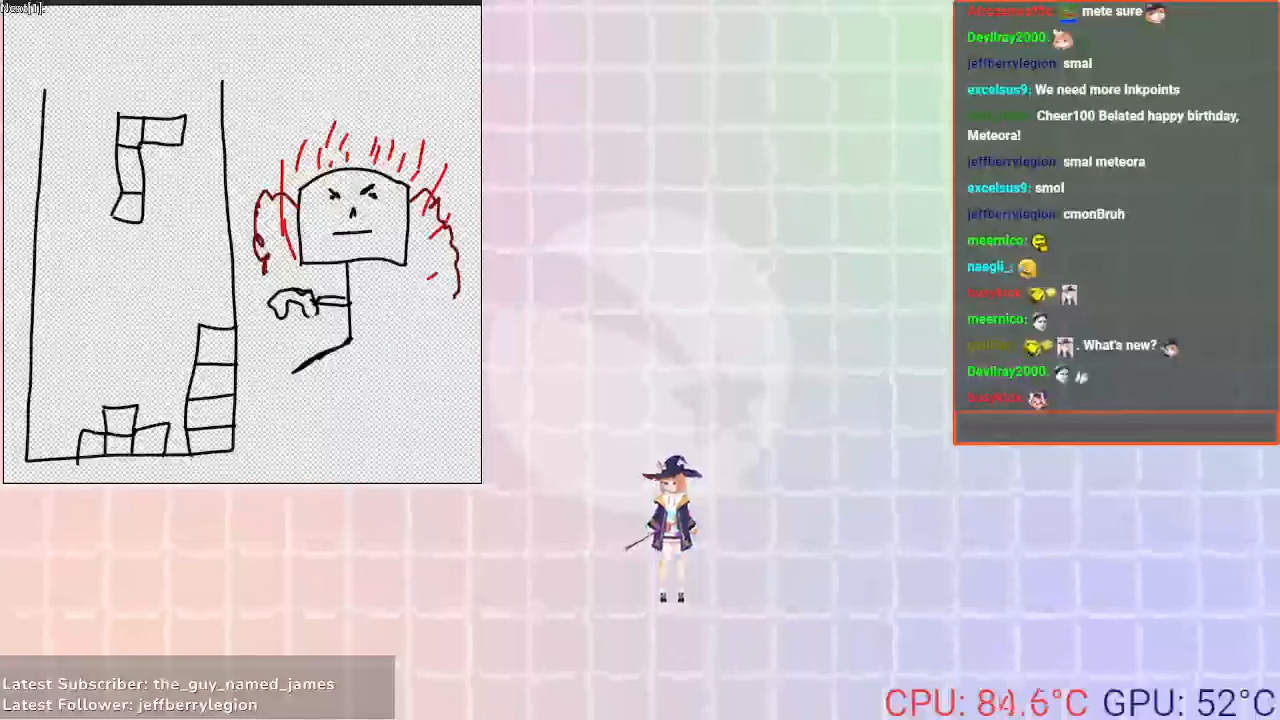 mete sure
Devilray2000:
jeffberrylegion: smal
excelsus9: We need more Inkpoints
Cheer100 Belated happy birthday,
Meteora!
jeffberrylegion: smal meteora
excelsus9: smol
jeffberrylegion: cmonBruh
meernico:
naegli_:
meernico:
. What's new?
Devilray2000:
Latest Subscriber: the_guy_named_james
Latest Follower: jeffberrylegion
CPU: 84.6°C GPU: 52°C